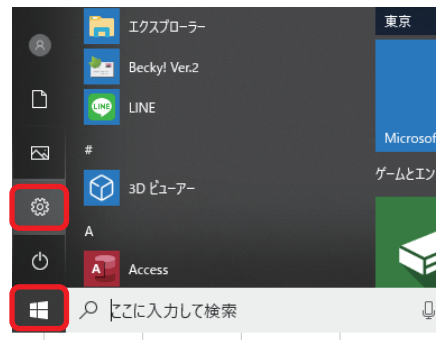 エクスプローラー
東京
Becky! Ver.2
LINE
LINE
Microsof
#
ゲームとエン
3D ビューアー
A
A
Access
ここに入力して検索